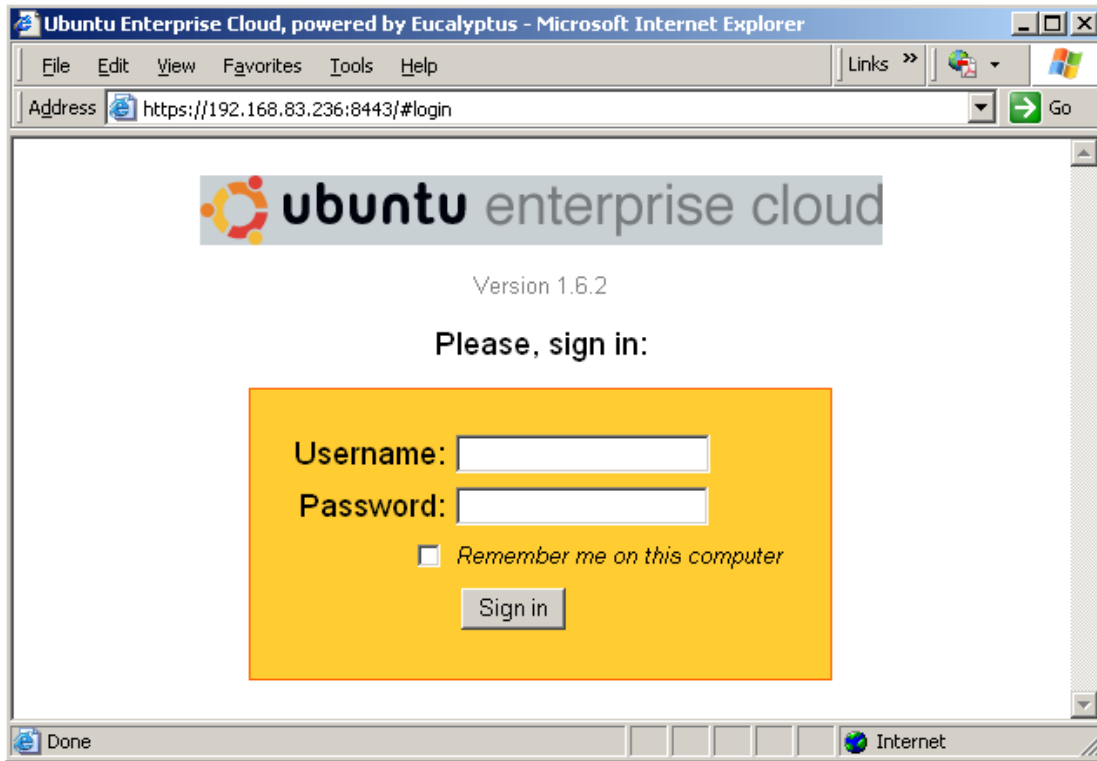 Ubuntu Enterprise Cloud, powered by Eucalyptus - Microsoft Internet Explorer
File Edit View Favorites Tools Help Links »
Address https://192.168.83.236:8443/#login Go
ubuntu enterprise cloud
Version 1.6.2
Please, sign in:
Username:
Password:
Remember me on this computer
Sign in
Done Internet